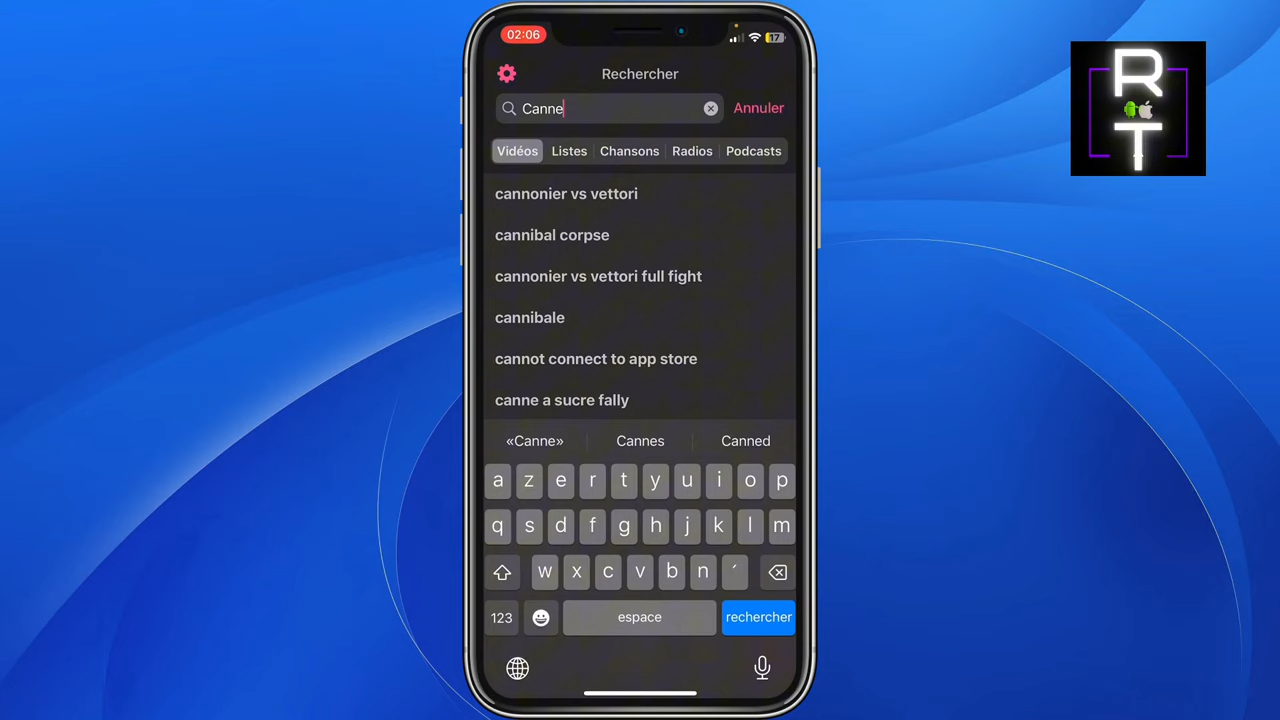 02:06
17
Rechercher
Canne
Annuler
Vidéos Listes Chansons Radios Podcasts
cannonier vs vettori
cannibal corpse
cannonier vs vettori full fight
cannibale
cannot connect to app store
canne a sucre fally
«Canne» Cannes Canned
a z e r t y u i o p
q s d f g h j k l m
w x c v b n ´
123 espace rechercher
R
T